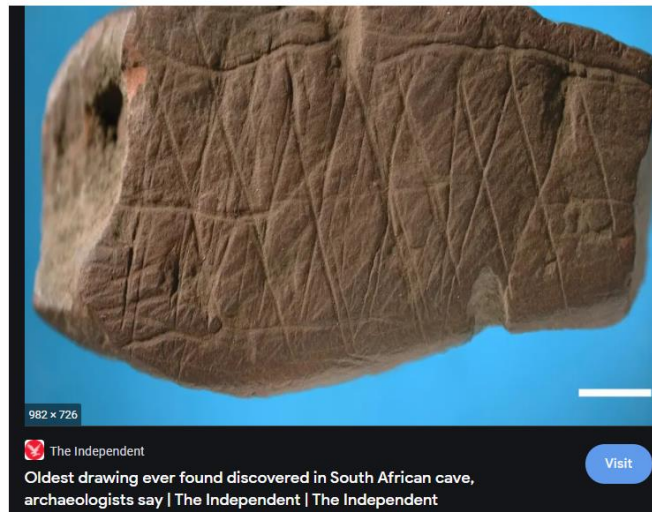 982 × 726
The Independent
Visit
Oldest drawing ever found discovered in South African cave,
archaeologists say | The Independent | The Independent